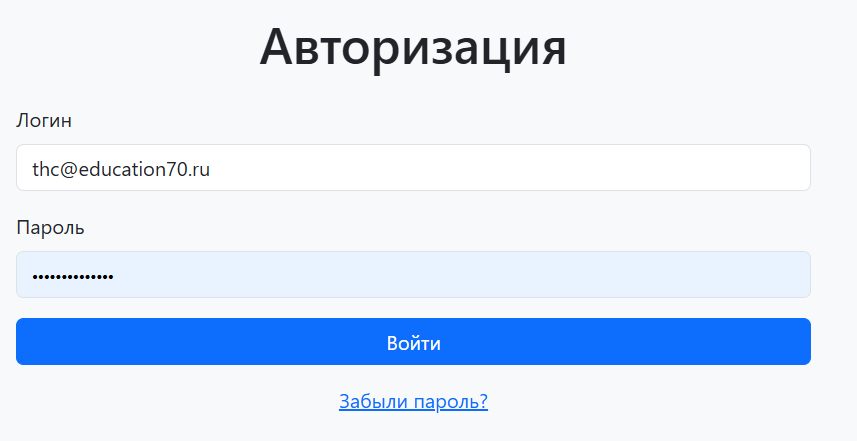 Авторизация
Логин
thc@education70.ru
Пароль
••••••••••••••
Войти
Забыли пароль?